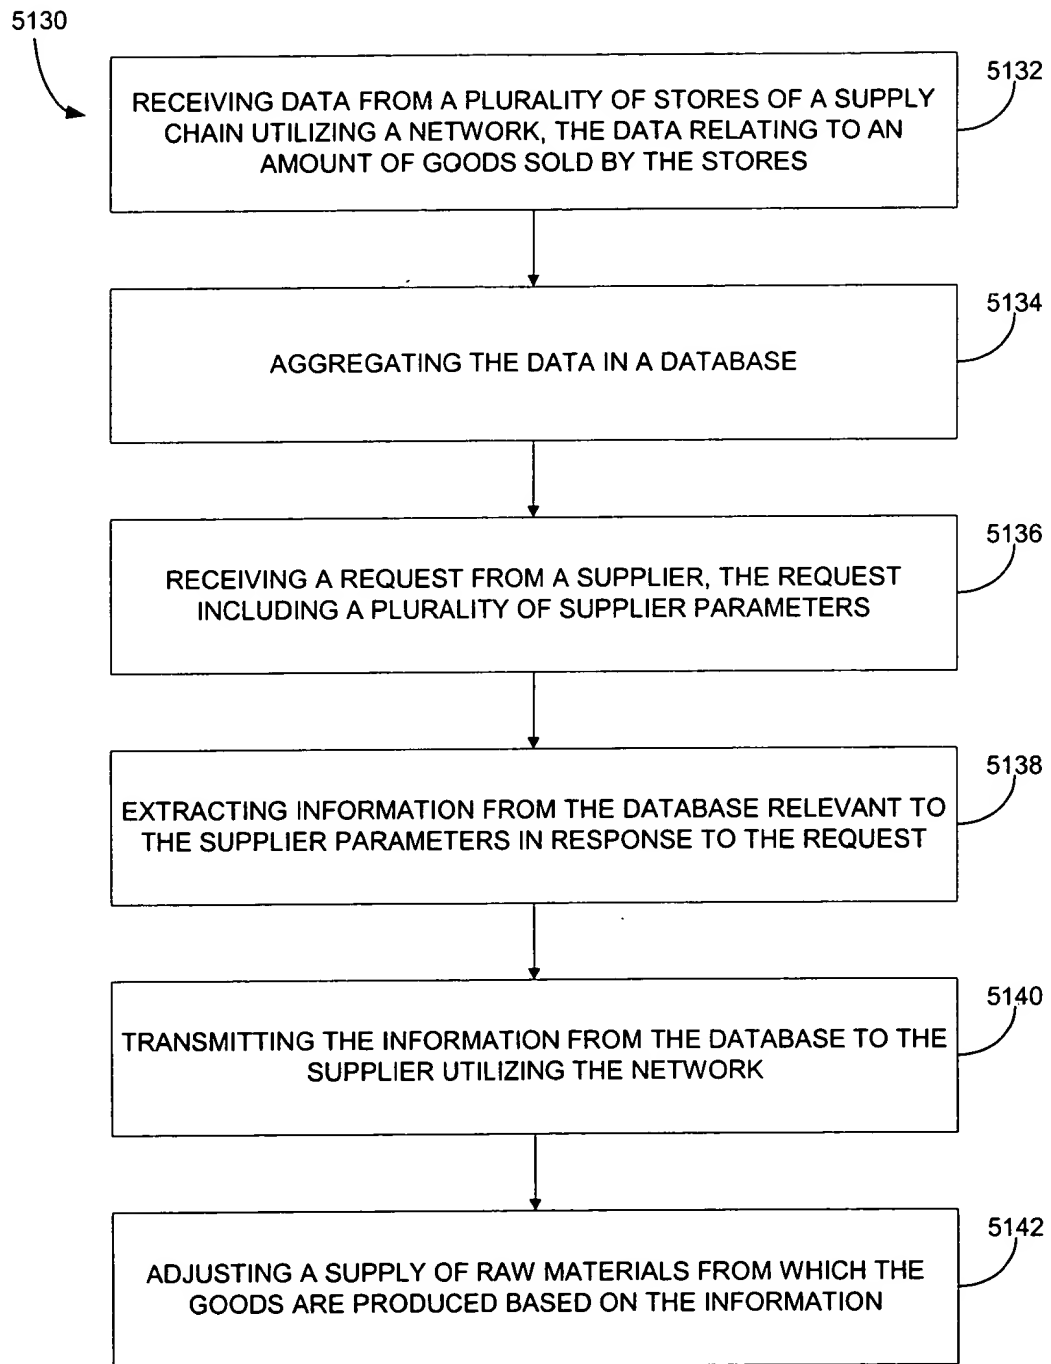 5130
5132
RECEIVING DATA FROM A PLURALITY OF STORES OF A SUPPLY
CHAIN UTILIZING A NETWORK, THE DATA RELATING TO AN
AMOUNT OF GOODS SOLD BY THE STORES
5134
AGGREGATING THE DATA IN A DATABASE
5136
RECEIVING A REQUEST FROM A SUPPLIER, THE REQUEST
INCLUDING A PLURALITY OF SUPPLIER PARAMETERS
5138
EXTRACTING INFORMATION FROM THE DATABASE RELEVANT TO
THE SUPPLIER PARAMETERS IN RESPONSE TO THE REQUEST
5140
TRANSMITTING THE INFORMATION FROM THE DATABASE TO THE
SUPPLIER UTILIZING THE NETWORK
5142
ADJUSTING A SUPPLY OF RAW MATERIALS FROM WHICH THE
GOODS ARE PRODUCED BASED ON THE INFORMATION